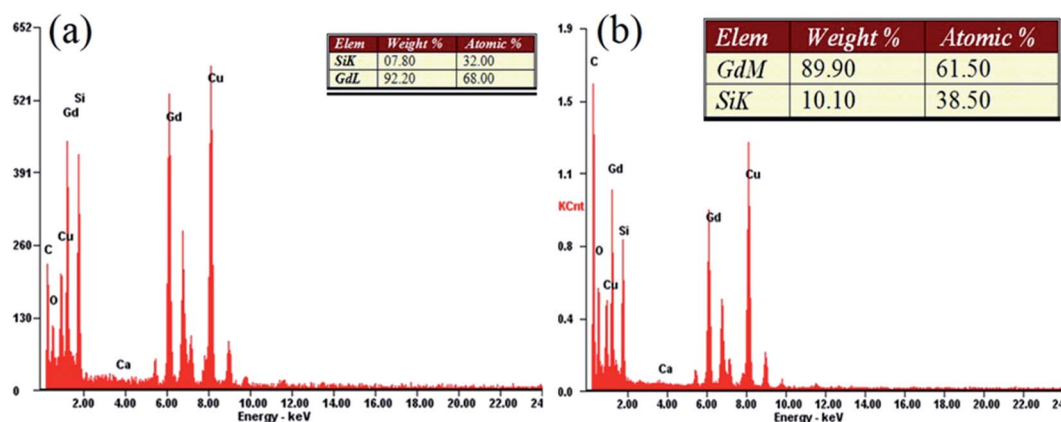 (a)
652
521
391
260
130
0
C
O
Cu
Gd
Si
Ca
Gd
Cu
Elem Weight % Atomic %
SiK 07.80 32.00
GdL 92.20 68.00
2.00 4.00 6.00 8.00 10.00 12.00 14.00 16.00 18.00 20.00 22.00 24
Energy - keV
(b)
1.9
1.5
1.1
KCnt
0.8
0.4
0.0
C
O
Cu
Gd
Si
Ca
Gd
Cu
Elem Weight % Atomic %
GdM 89.90 61.50
SiK 10.10 38.50
2.00 4.00 6.00 8.00 10.00 12.00 14.00 16.00 18.00 20.00 22.00 24.0
Energy - keV